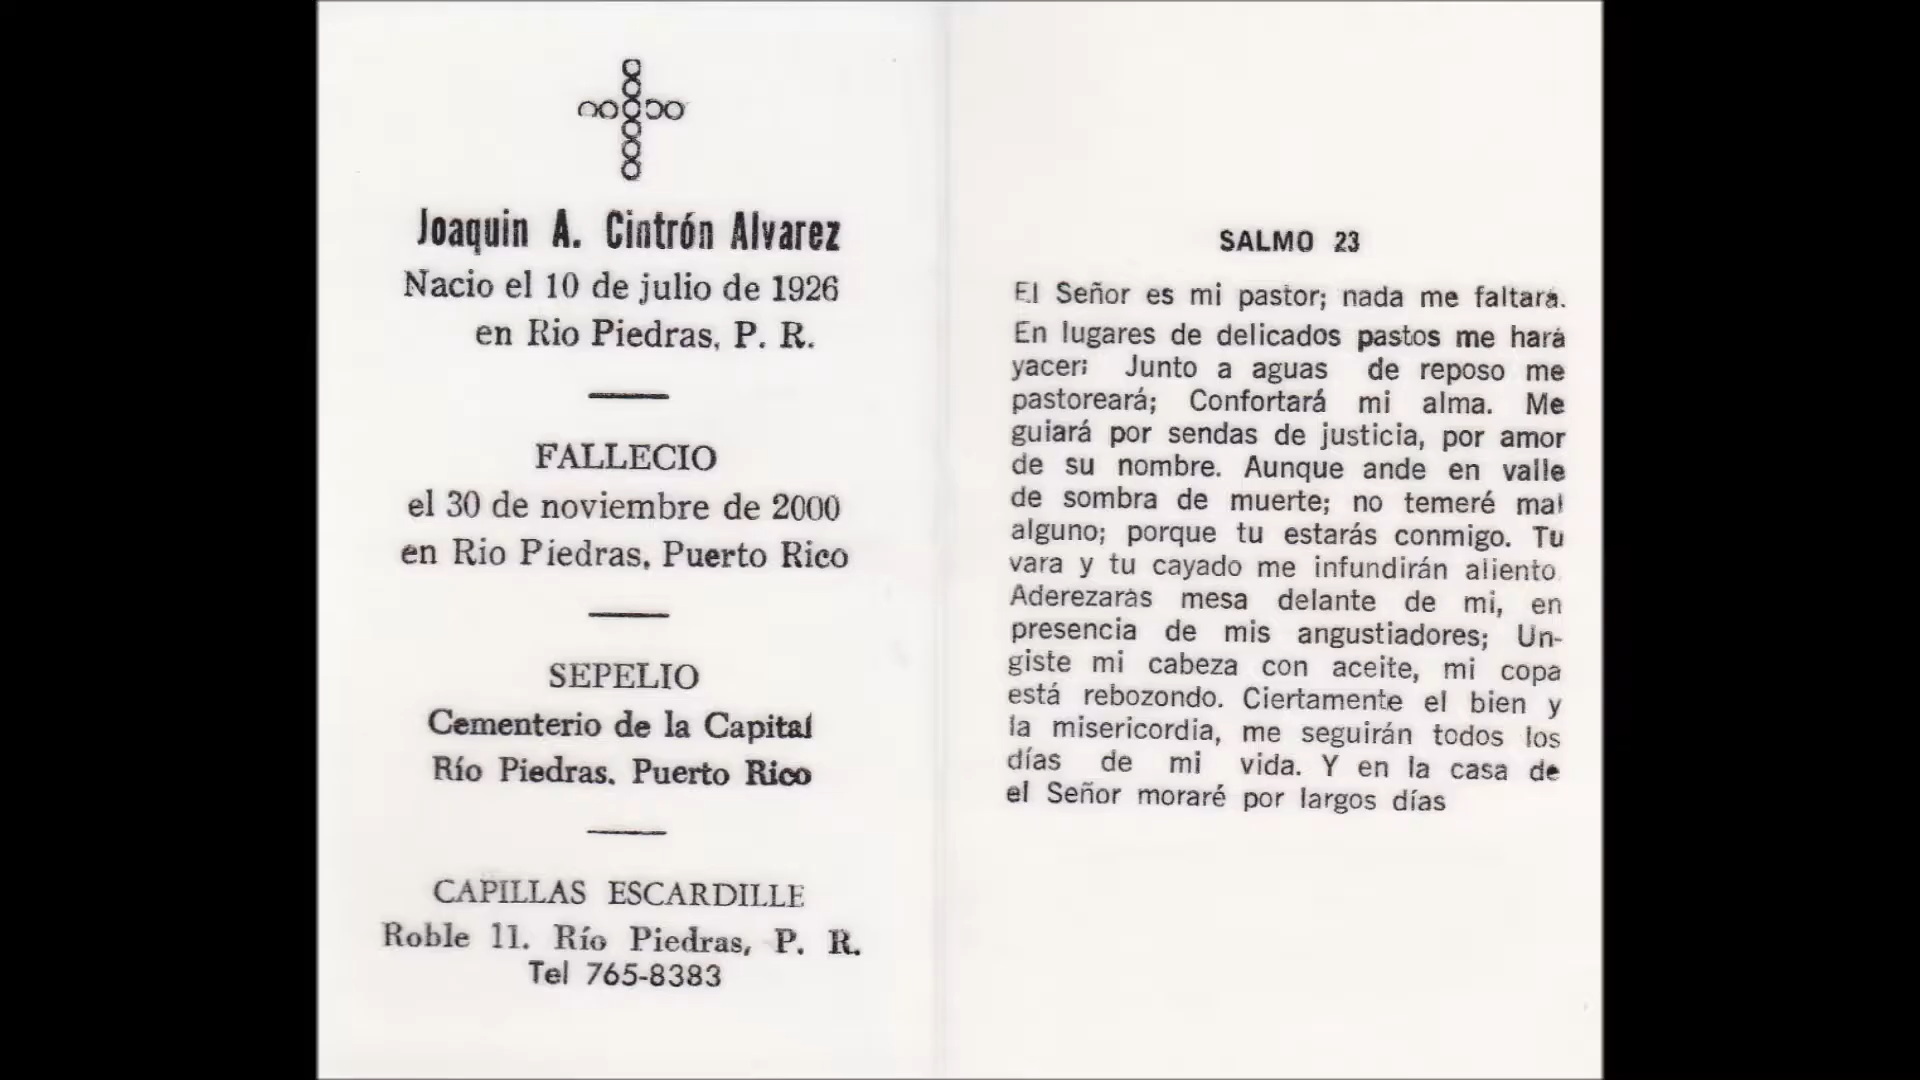 Joaquin A. Cintrón Alvarez
Nacio el 10 de julio de 1926
en Rio Piedras, P. R.
FALLECIO
el 30 de noviembre de 2000
en Rio Piedras, Puerto Rico
SEPELIO
Cementerio de la Capital
Río Piedras. Puerto Rico
CAPILLAS ESCARDILLE
Roble 11. Río Piedras, P. R.
Tel 765-8383
SALMO 23
El Señor es mi pastor; nada me faltará.
En lugares de delicados pastos me hará
yacer; Junto a aguas de reposo me
pastoreará; Confortará mi alma. Me
guiará por sendas de justicia, por amor
de su nombre. Aunque ande en valle
de sombra de muerte; no temeré mal
alguno; porque tu estarás conmigo. Tu
vara y tu cayado me infundirán aliento.
Aderezarás mesa delante de mi, en
presencia de mis angustiadores; Un-
giste mi cabeza con aceite, mi copa
está rebozondo. Ciertamente el bien y
la misericordia, me seguirán todos los
días de mi vida. Y en la casa de
el Señor moraré por largos días